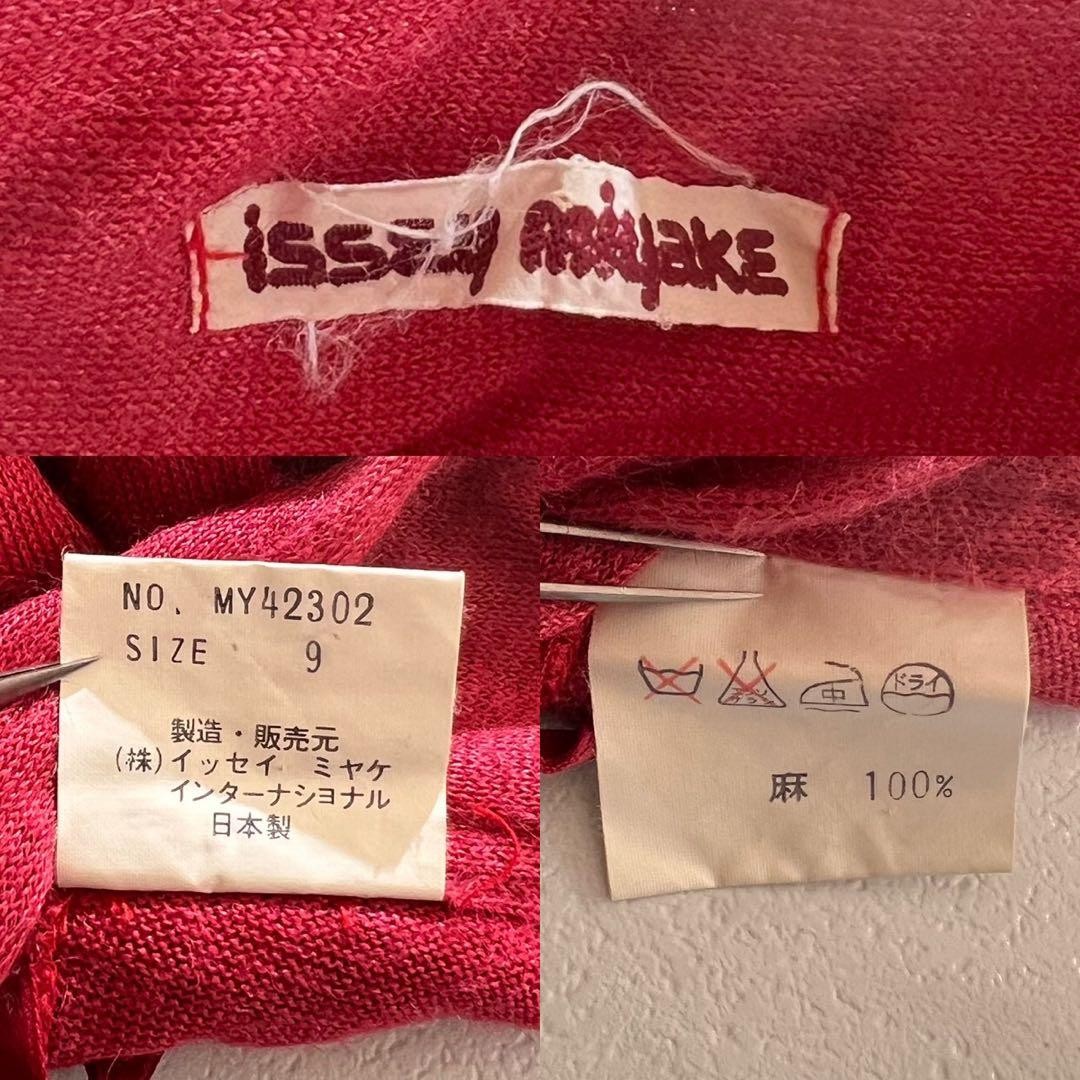 issey miyake
NO. MY42302
SIZE 9
製造・販売元
(株)イッセイ ミヤケ
インターナショナル
日本製
中 ドライ
麻 100%